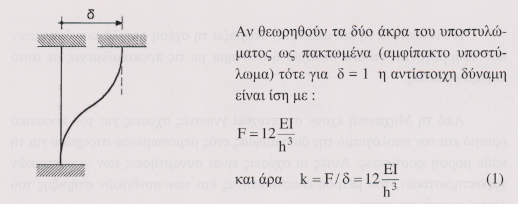 δ
Αν θεωρηθούν τα δύο άκρα του υποστυλώ-
ματος ως πακτωμένα (αμφίπακτο υποστύ-
λωμα) τότε για δ = 1 η αντίστοιχη δύναμη
είναι ίση με :
F = 12 EI/h³
και άρα k = F / δ = 12 EI/h³ (1)